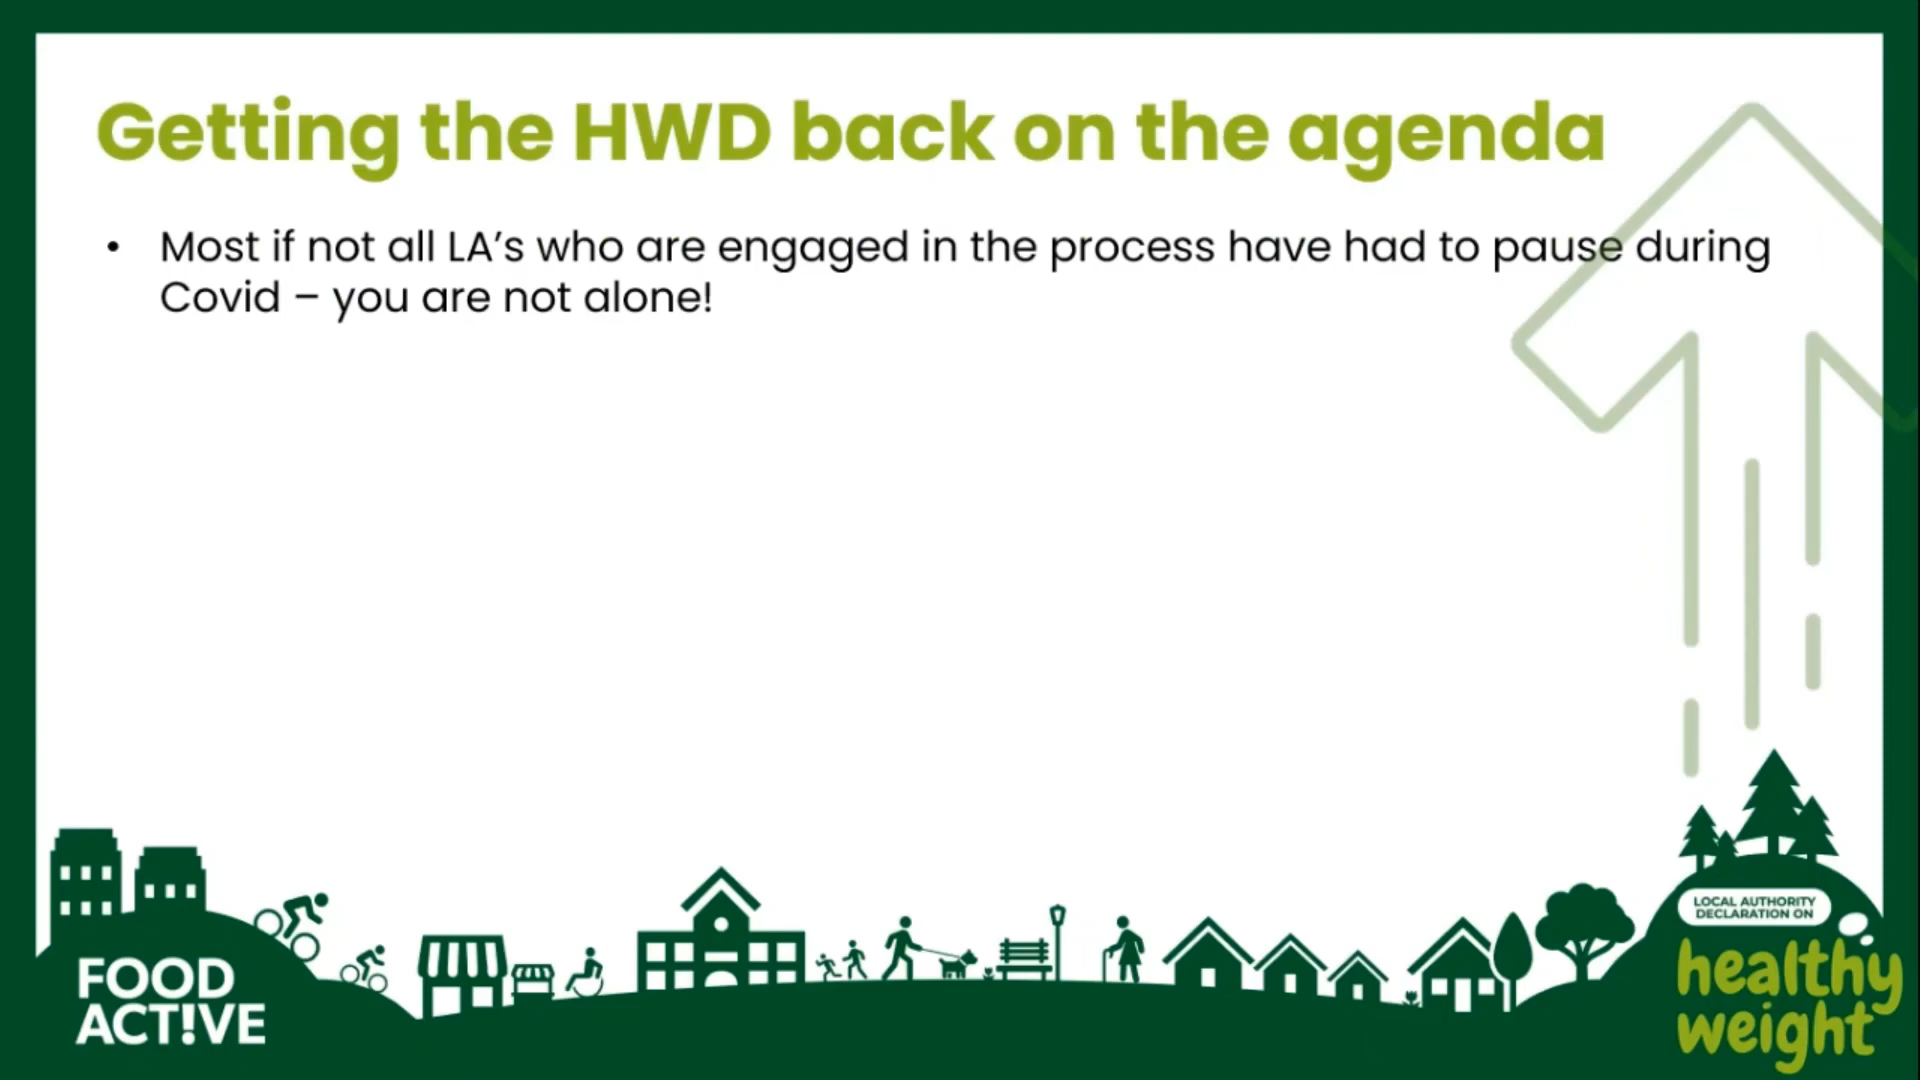 Getting the HWD back on the agenda
• Most if not all LA’s who are engaged in the process have had to pause during
Covid – you are not alone!
FOOD
ACT!VE
LOCAL AUTHORITY
DECLARATION ON
healthy
weight